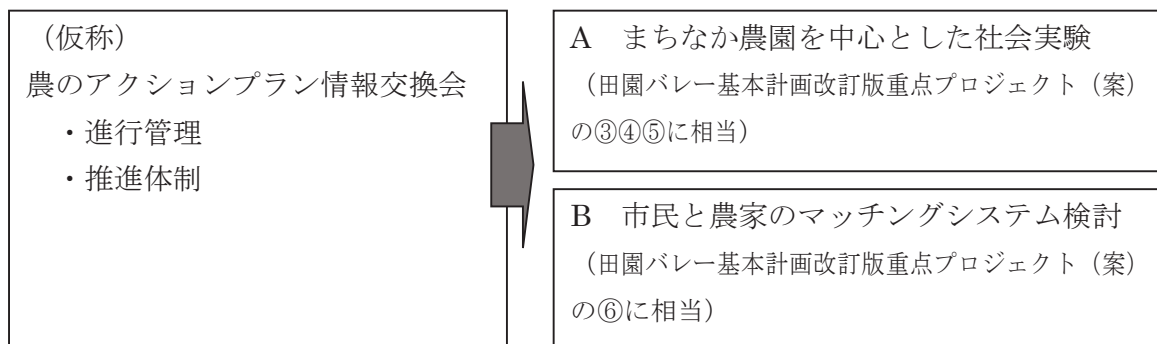 （仮称）
農のアクションプラン情報交換会
・進行管理
・推進体制
A　まちなか農園を中心とした社会実験
（田園バレー基本計画改訂版重点プロジェクト（案）
の③④⑤に相当）
B　市民と農家のマッチングシステム検討
（田園バレー基本計画改訂版重点プロジェクト（案）
の⑥に相当）